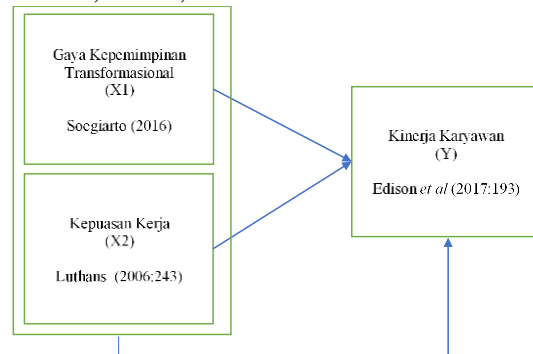 Gaya Kepemimpinan
Transformasional
(X1)
Soegiarto (2016)
Kepuasan Kerja
(X2)
Luthans (2006:243)
Kinerja Karyawan
(Y)
Edison et al (2017:193)